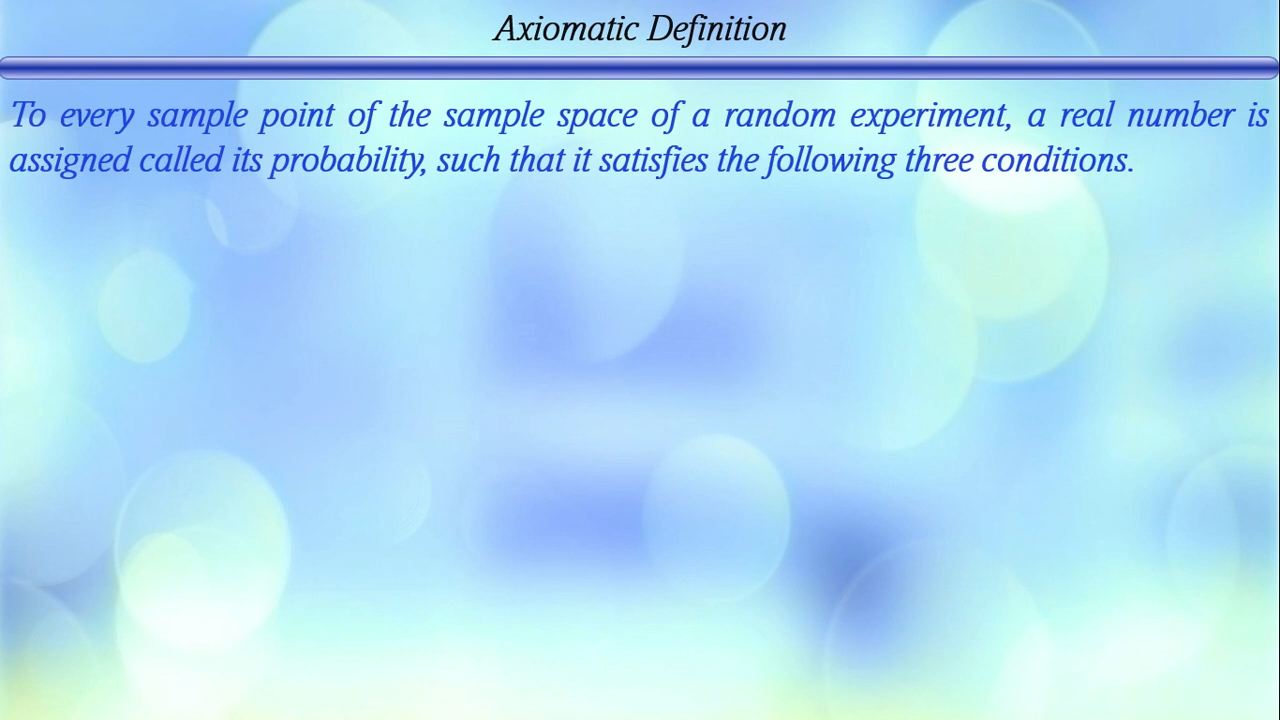 Axiomatic Definition
To every sample point of the sample space of a random experiment, a real number is
assigned called its probability, such that it satisfies the following three conditions.